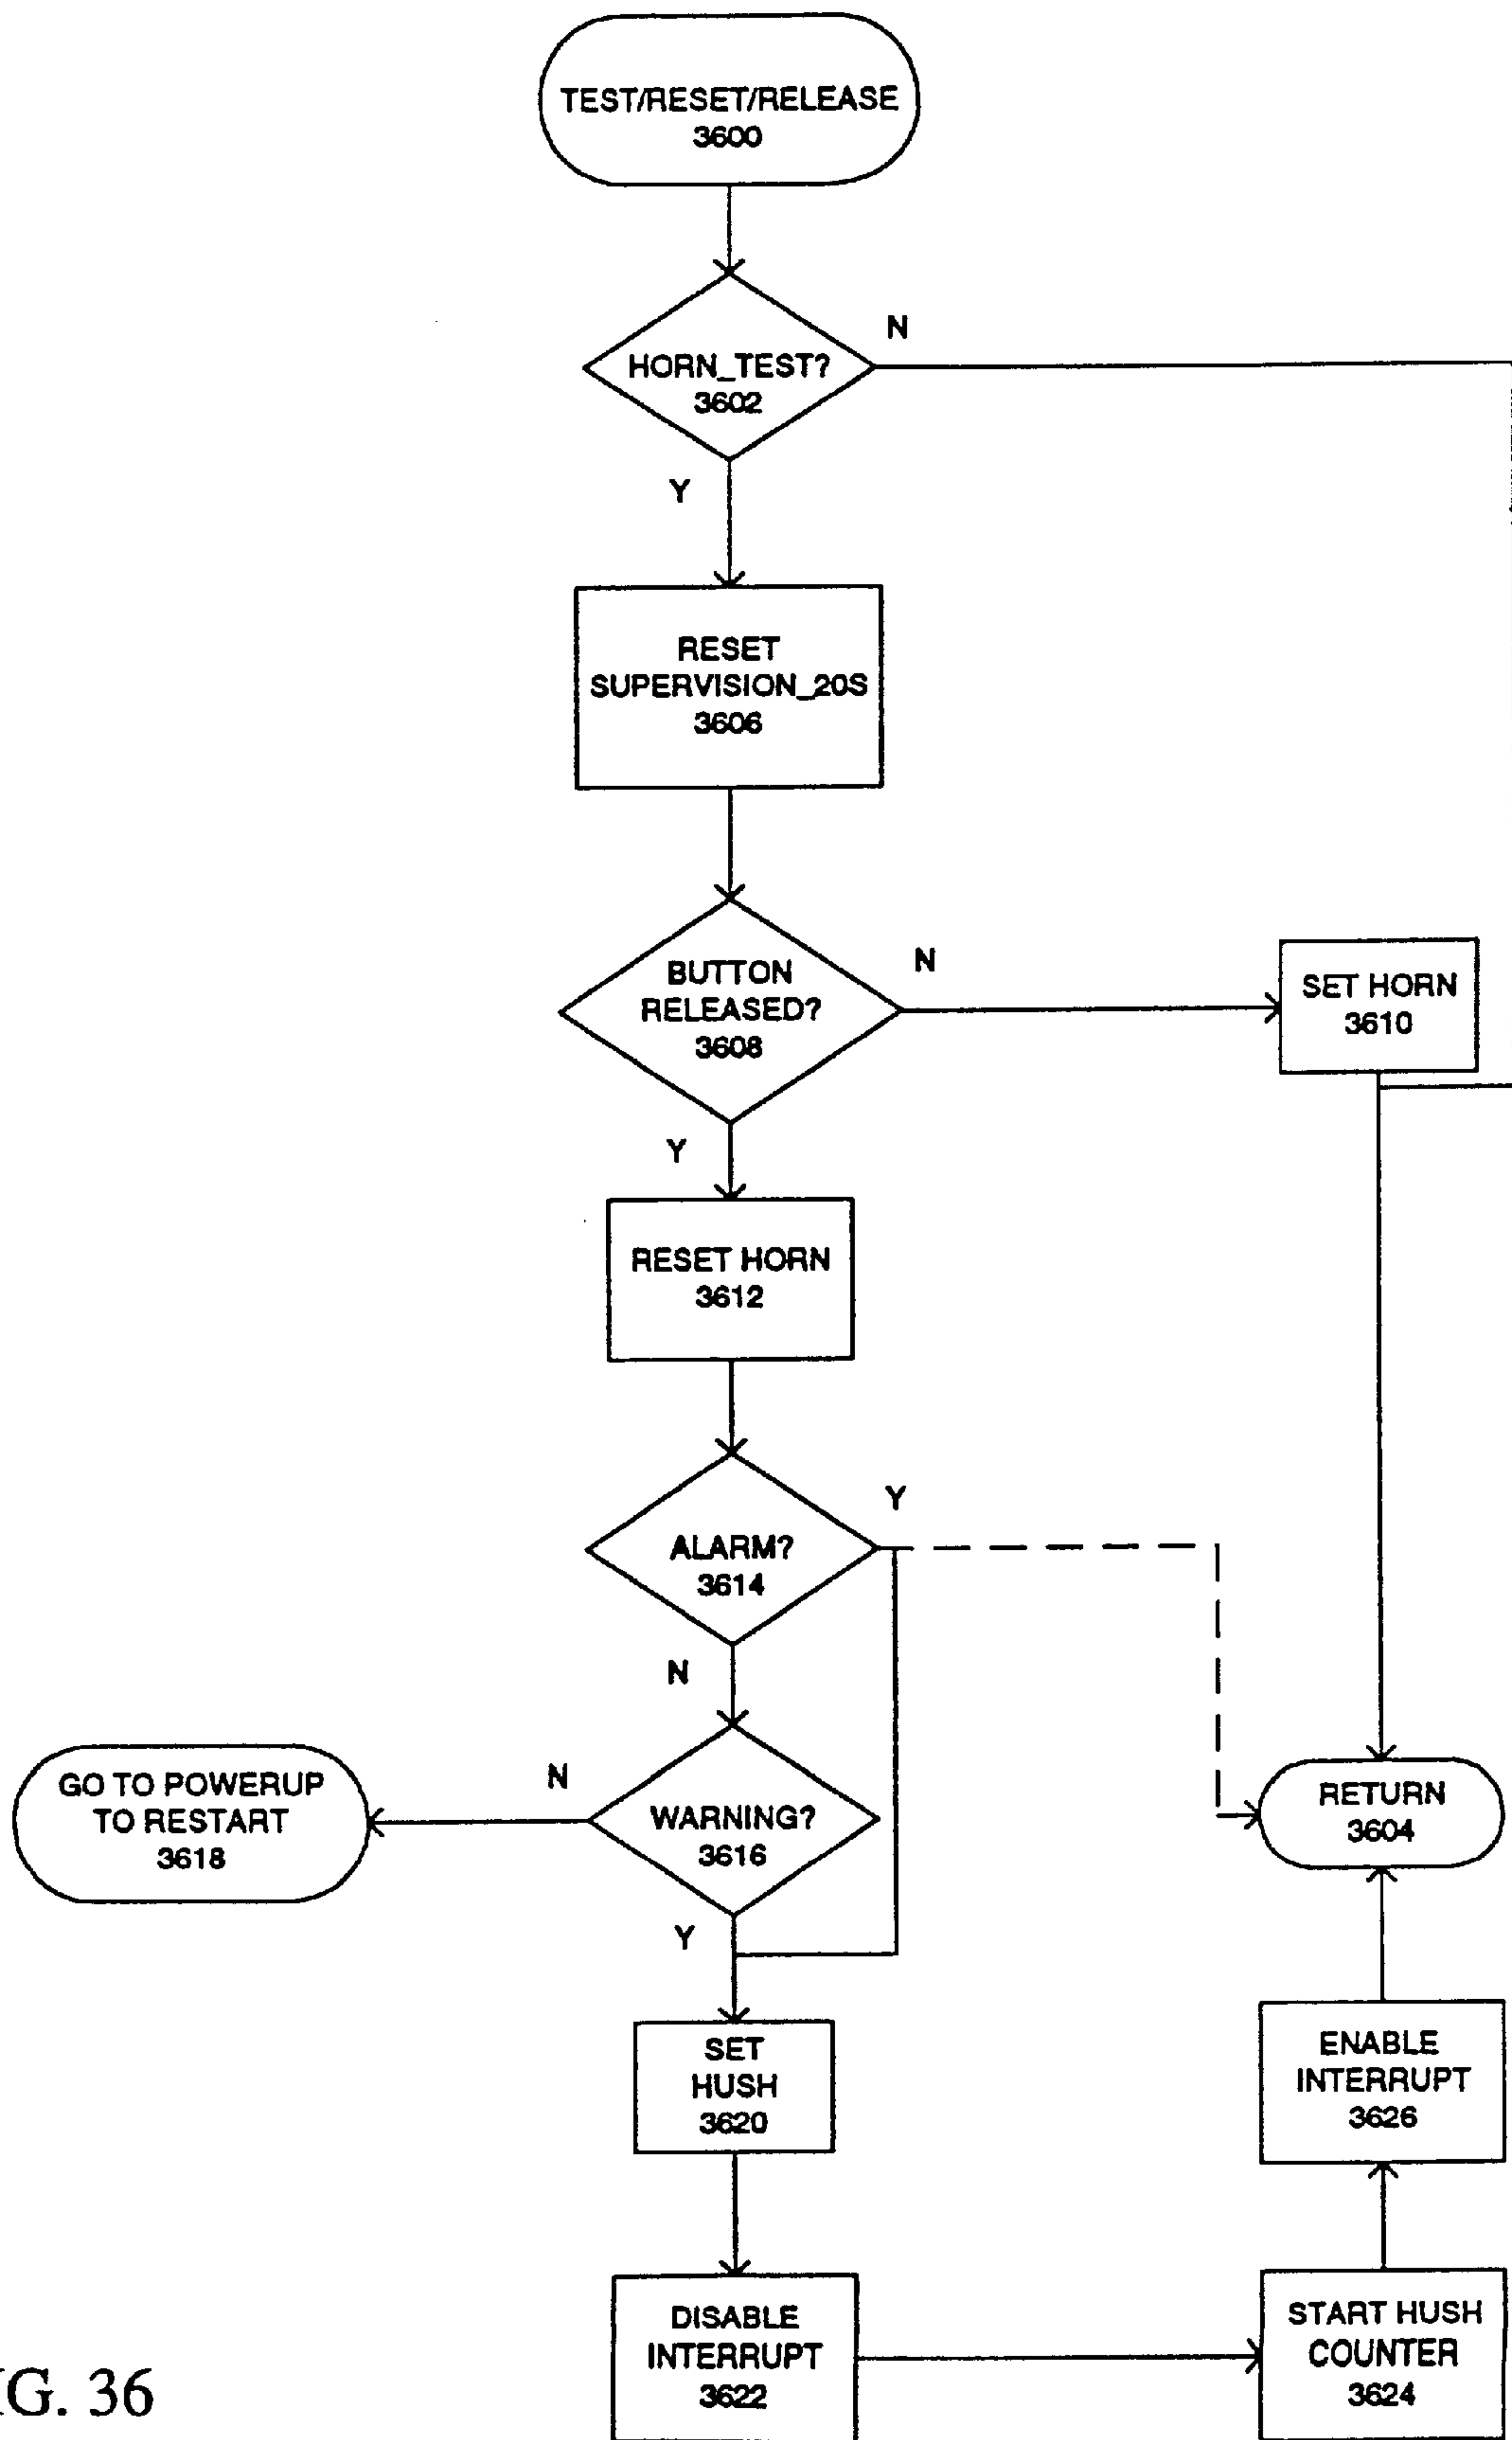 TEST/RESET/RELEASE
3600
N
HORN_TEST?
3602
Y
RESET
SUPERVISION_20S
3606
N
BUTTON
RELEASED?
3608
SET HORN
3610
Y
RESET HORN
3612
Y
ALARM?
3614
N
GO TO POWERUP
TO RESTART
3618
N
WARNING?
3616
RETURN
3604
Y
SET
HUSH
3620
ENABLE
INTERRUPT
3626
DISABLE
INTERRUPT
3622
START HUSH
COUNTER
3624
G. 36